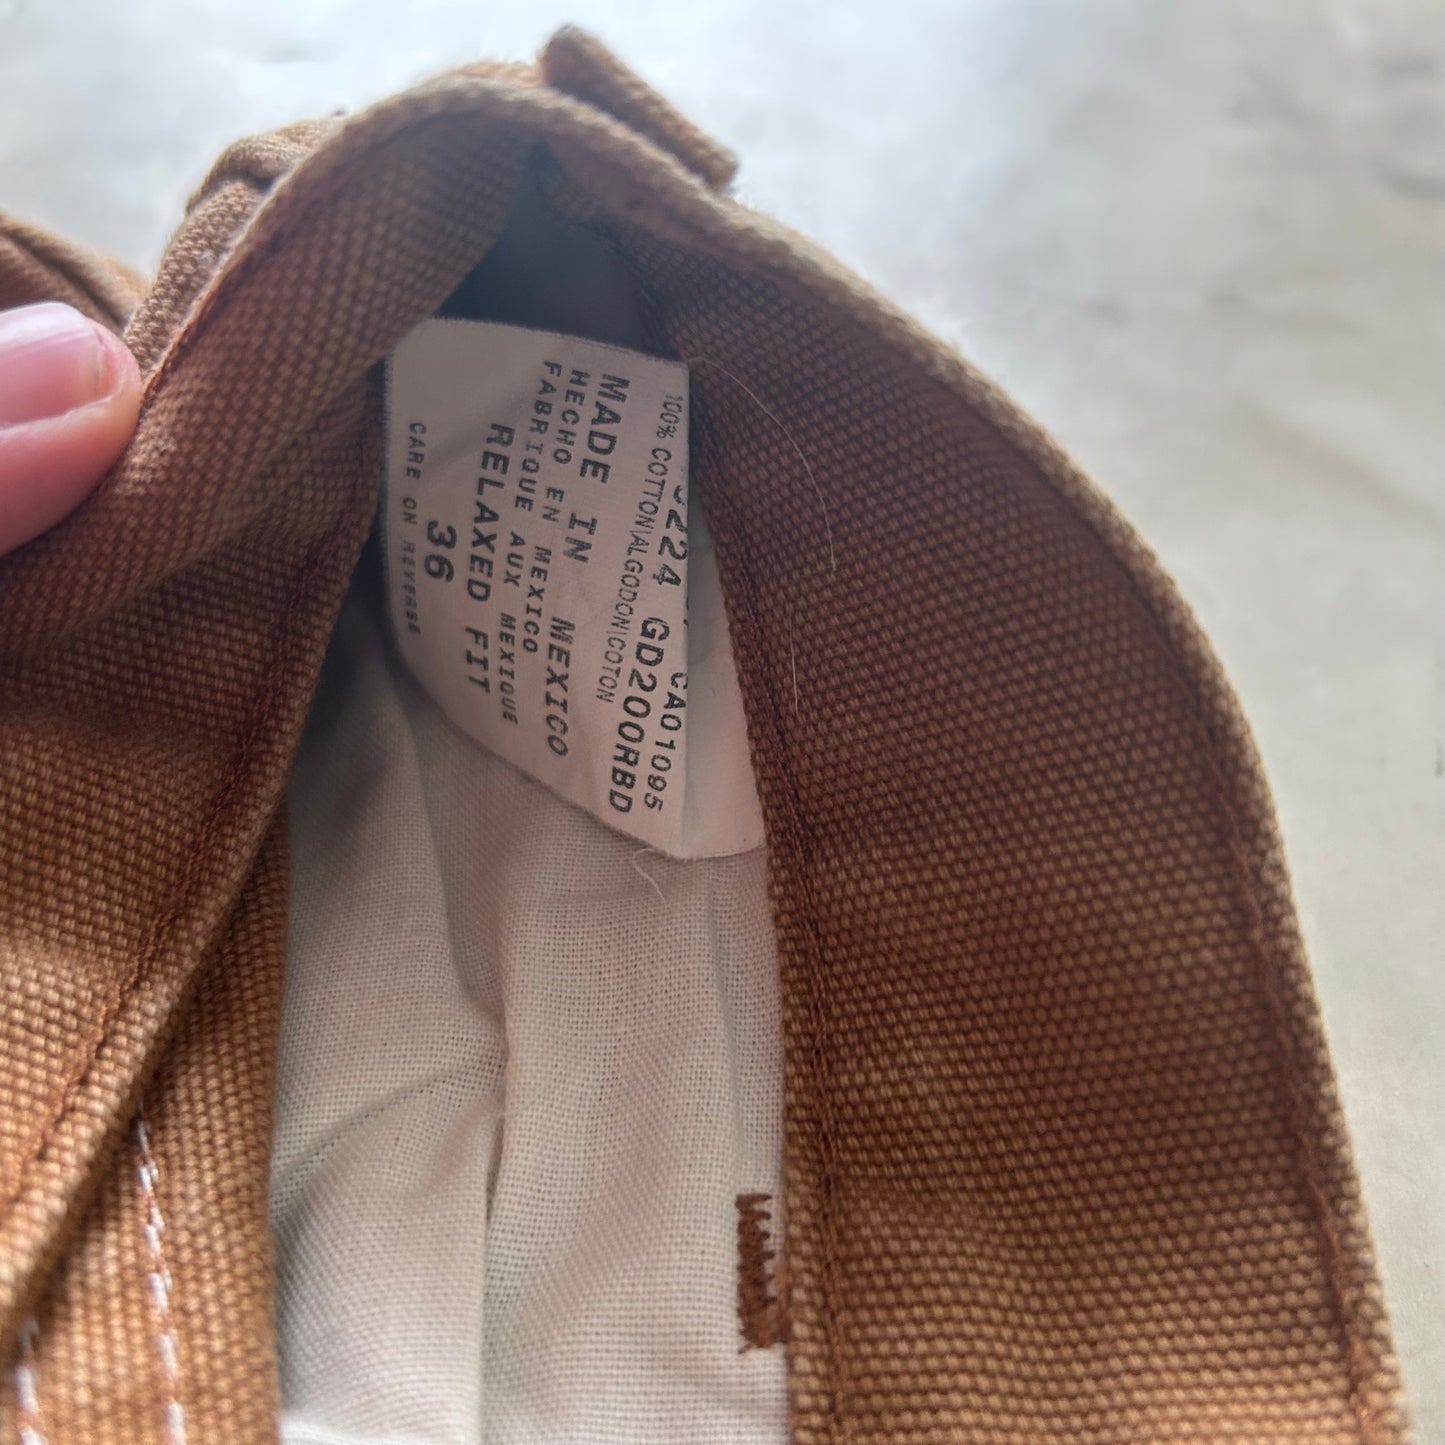 CA01095
GD200RBD
100% COTTON|ALGODON|COTON
MADE IN MEXICO
HECHO EN MEXICO
FABRIQUE AUX MEXIQUE
RELAXED FIT
36
CARE ON REVERSE